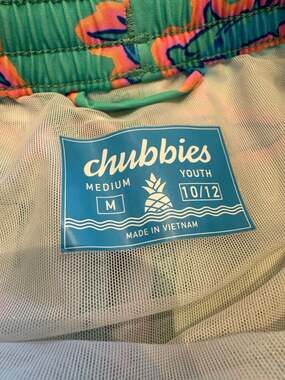 chubbies
MEDIUM YOUTH
M 10/12
MADE IN VIETNAM